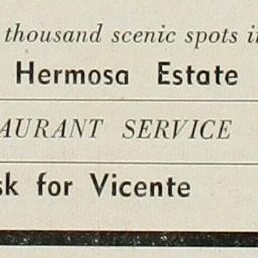 thousand scenic spots i
Hermosa Estate
AURANT SERVICE
sk for Vicente